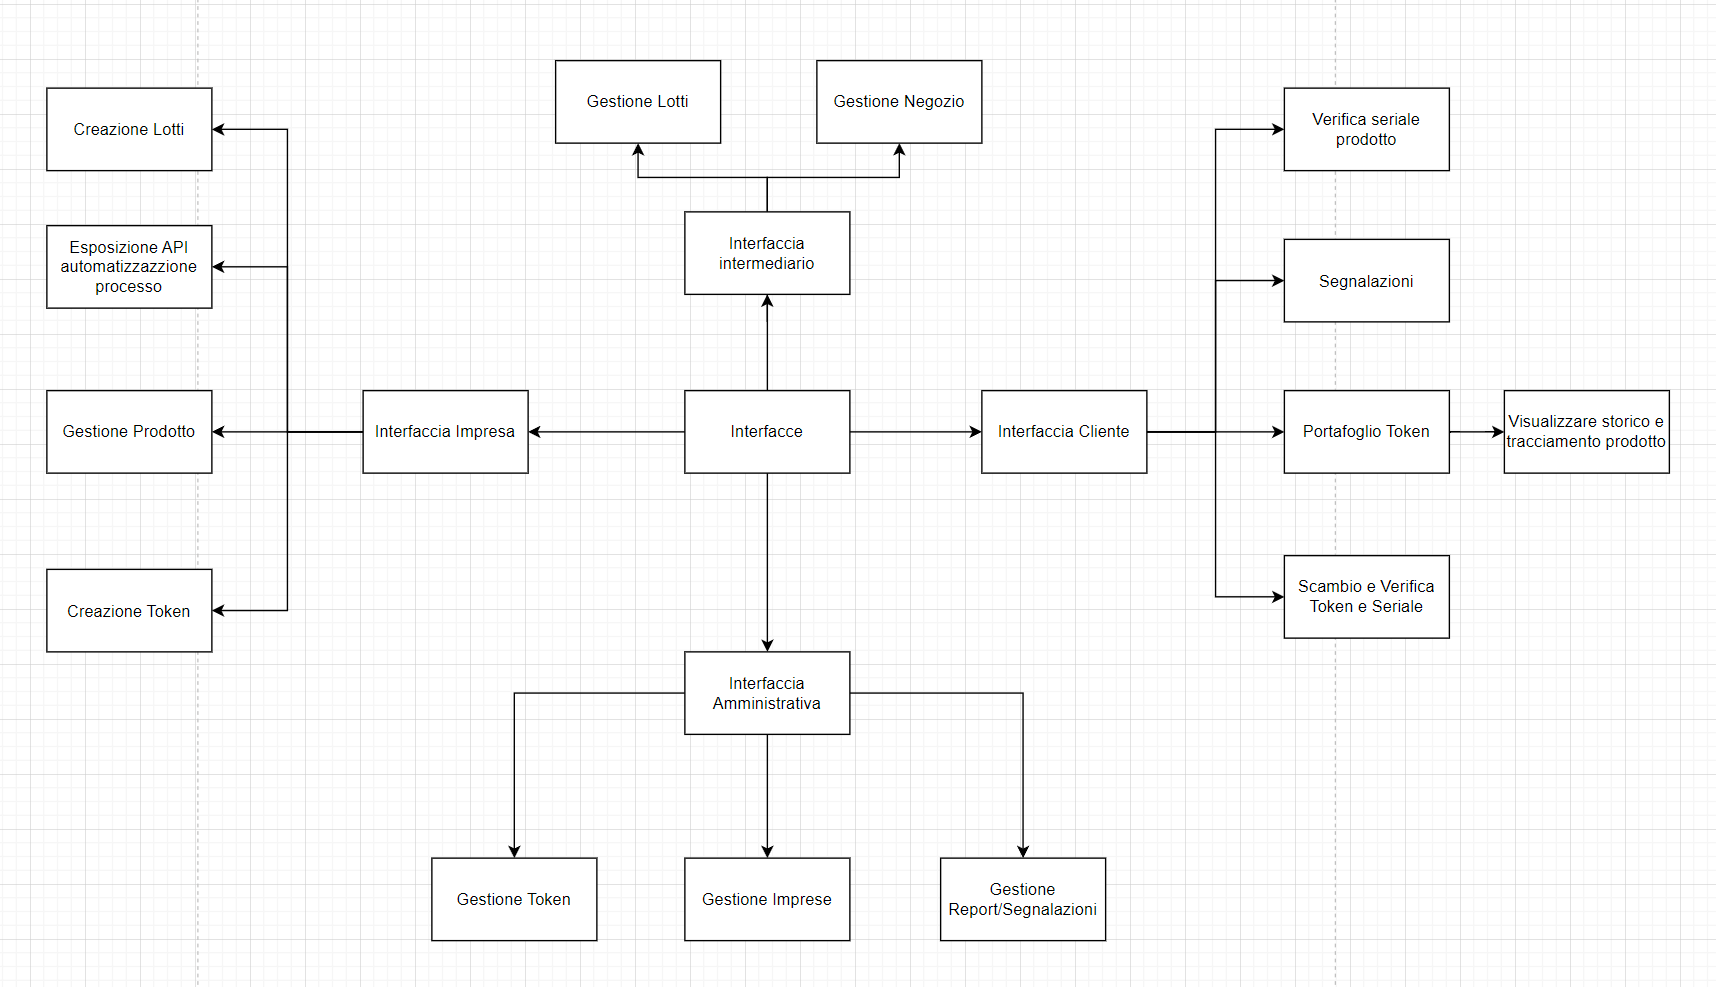 Gestione Lotti
Gestione Negozio
Creazione Lotti
Verifica seriale
prodotto
Esposizione API
automatizzazzione
processo
Interfaccia
intermediario
Segnalazioni
Gestione Prodotto
Interfaccia Impresa
Interfacce
Interfaccia Cliente
Portafoglio Token
Visualizzare storico e
tracciamento prodotto
Creazione Token
Scambio e Verifica
Token e Seriale
Interfaccia
Amministrativa
Gestione Token
Gestione Imprese
Gestione
Report/Segnalazioni